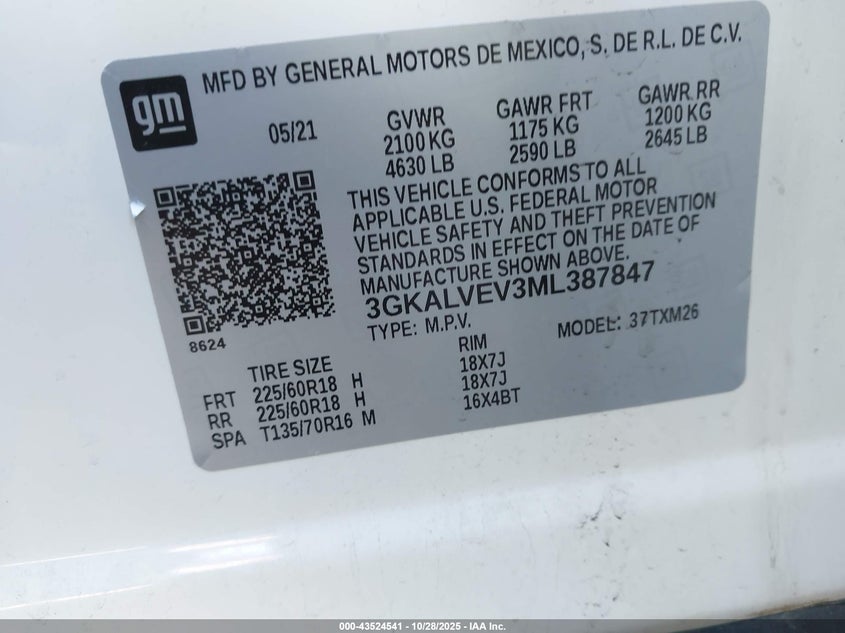 gm
MFD BY GENERAL MOTORS DE MEXICO, S. DE R.L. DE C.V.
05/21
GVWR
2100 KG
4630 LB
GAWR FRT
1175 KG
2590 LB
GAWR RR
1200 KG
2645 LB
THIS VEHICLE CONFORMS TO ALL
APPLICABLE U.S. FEDERAL MOTOR
VEHICLE SAFETY AND THEFT PREVENTION
STANDARDS IN EFFECT ON THE DATE OF
MANUFACTURE SHOWN ABOVE.
3GKALVEV3ML387847
TYPE: M.P.V. MODEL: 37TXM26
8624
TIRE SIZE RIM
FRT 225/60R18 H 18X7J
RR 225/60R18 H 18X7J
SPA T135/70R16 M 16X4BT
000-43524541 - 10/28/2025 - IAA Inc.